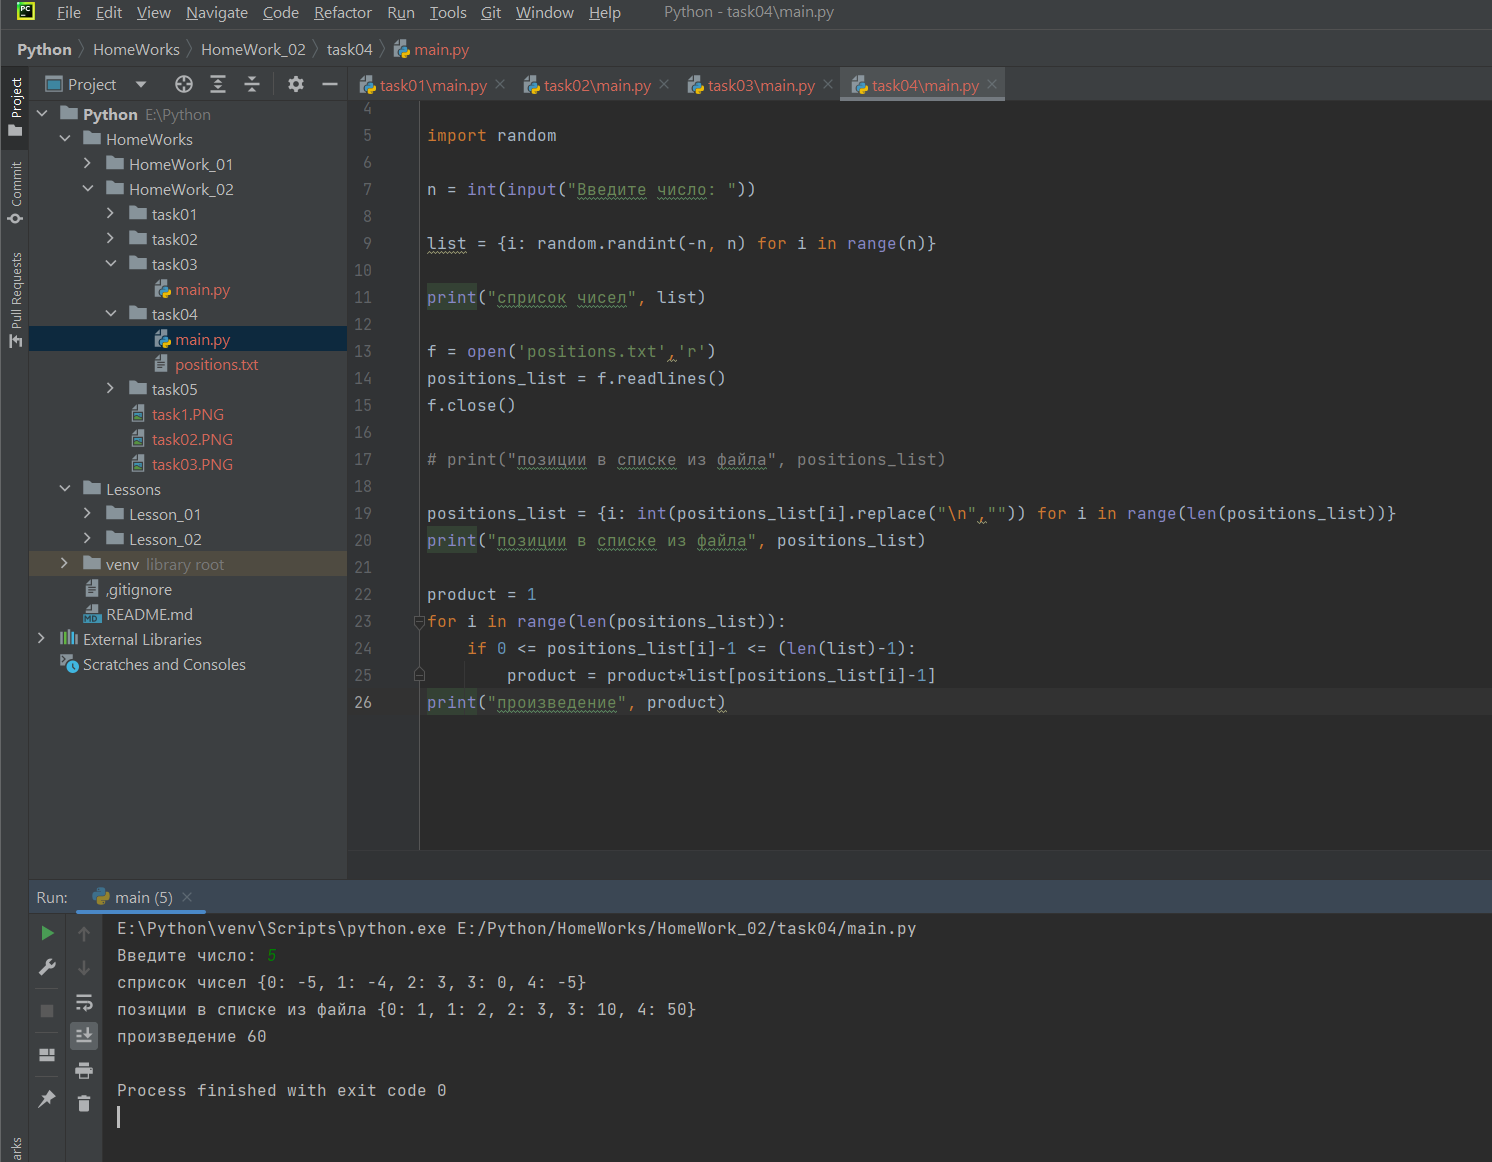 PC File Edit View Navigate Code Refactor Run Tools Git Window Help Python - task04\main.py
Python HomeWorks HomeWork_02 task04 main.py
Project
Commit
Pull Requests
arks
Project
Python E:\Python
HomeWorks
HomeWork_01
HomeWork_02
task01
task02
task03
main.py
task04
main.py
positions.txt
task05
task1.PNG
task02.PNG
task03.PNG
Lessons
Lesson_01
Lesson_02
venv library root
,gitignore
README.md
External Libraries
Scratches and Consoles
task01\main.py task02\main.py task03\main.py task04\main.py
4
5 import random
6
7 n = int(input("Введите число: "))
8
9 list = {i: random.randint(-n, n) for i in range(n)}
10
11 print("сприсок чисел", list)
12
13 f = open('positions.txt','r')
14 positions_list = f.readlines()
15 f.close()
16
17 # print("позиции в списке из файла", positions_list)
18
19 positions_list = {i: int(positions_list[i].replace("\n","")) for i in range(len(positions_list))}
20 print("позиции в списке из файла", positions_list)
21
22 product = 1
23 for i in range(len(positions_list)):
24 if 0 <= positions_list[i]-1 <= (len(list)-1):
25 product = product*list[positions_list[i]-1]
26 print("произведение", product)
Run: main (5)
E:\Python\venv\Scripts\python.exe E:/Python/HomeWorks/HomeWork_02/task04/main.py
Введите число: 5
сприсок чисел {0: -5, 1: -4, 2: 3, 3: 0, 4: -5}
позиции в списке из файла {0: 1, 1: 2, 2: 3, 3: 10, 4: 50}
произведение 60
Process finished with exit code 0